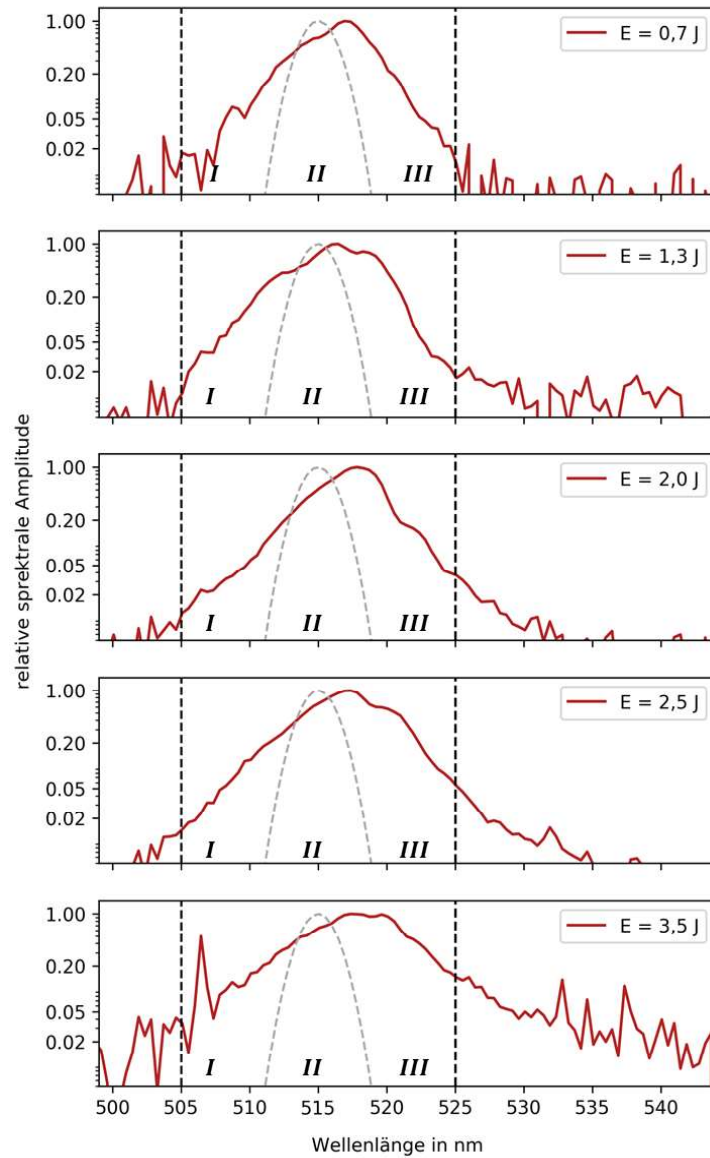 1.00
0.20
0.05
0.02
E = 0,7 J
I II III
1.00
0.20
0.05
0.02
E = 1,3 J
I II III
1.00
0.20
0.05
0.02
E = 2,0 J
I II III
1.00
0.20
0.05
0.02
E = 2,5 J
I II III
1.00
0.20
0.05
0.02
E = 3,5 J
I II III
500 505 510 515 520 525 530 535 540
Wellenlänge in nm
relative sprektrale Amplitude